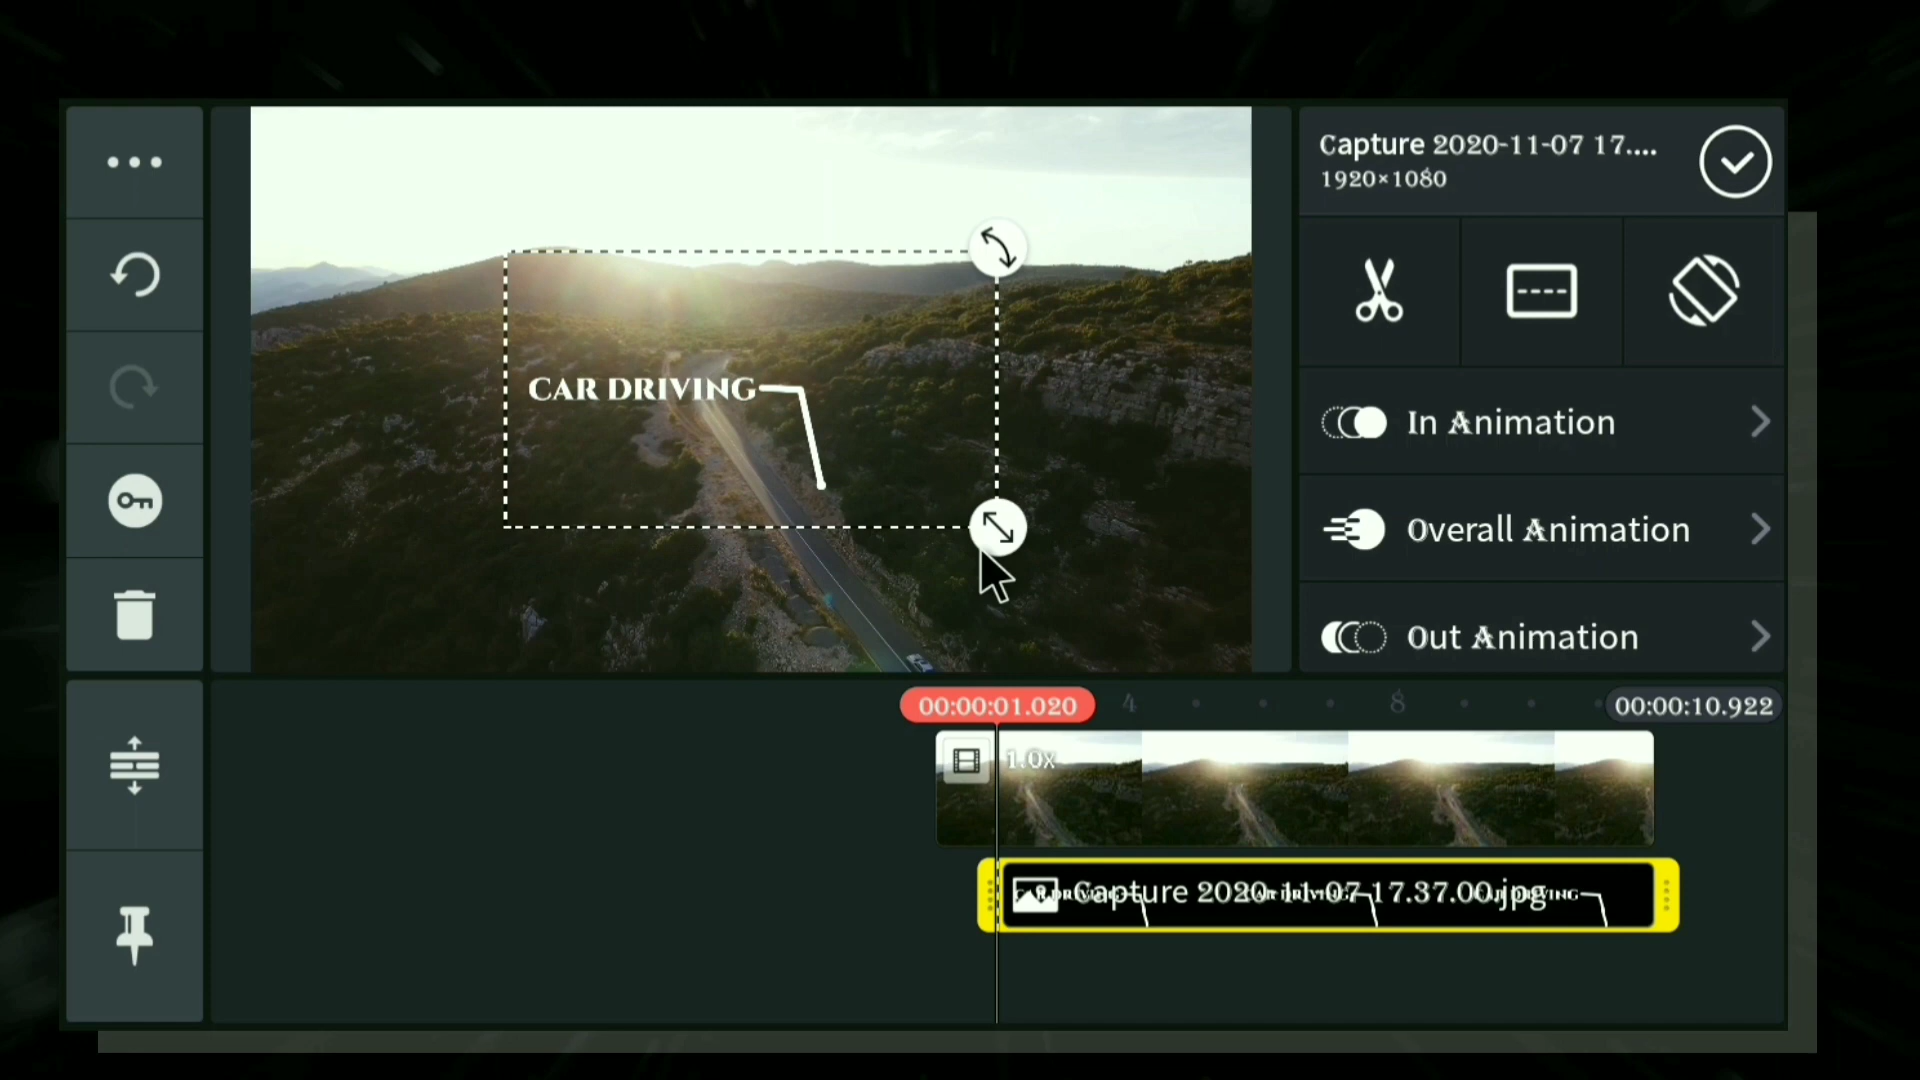 Capture 2020-11-07 17....
1920×1080
CAR DRIVING
In Animation
Overall Animation
Out Animation
00:00:01.020
4
8
00:00:10.922
1.0x
Capture 2020-11-07 17.37.00.jpg